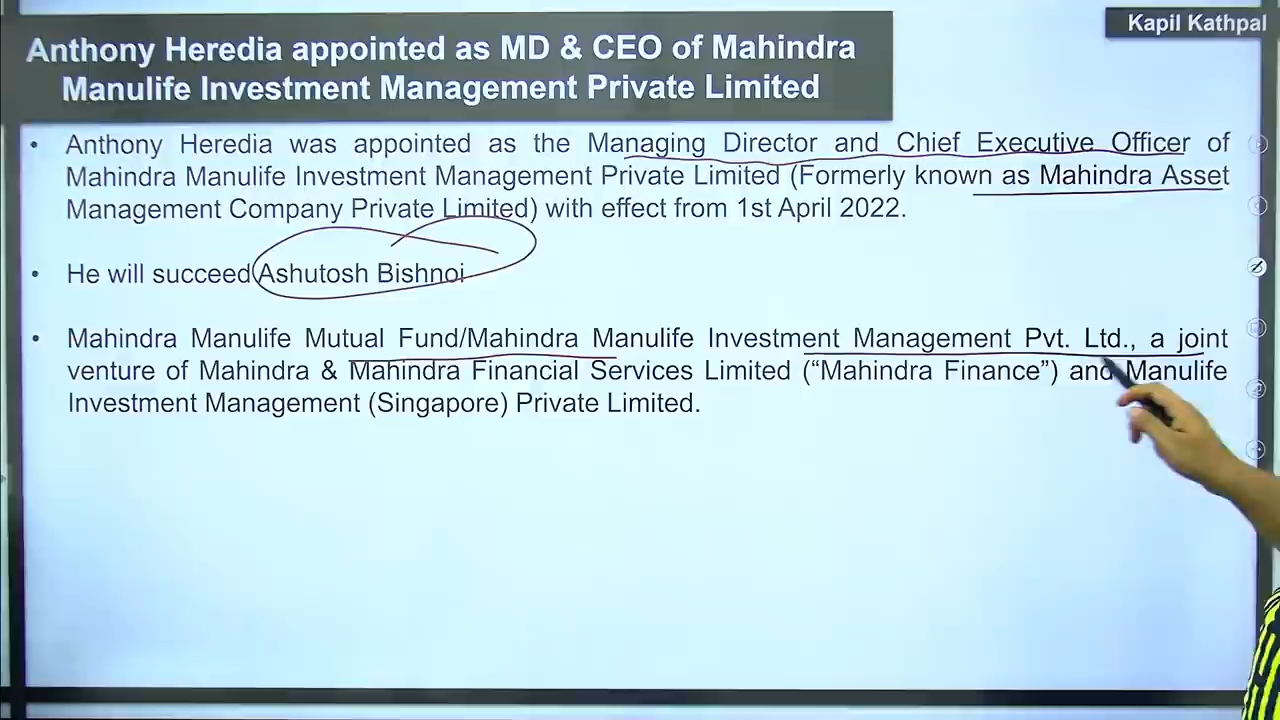 Kapil Kathpal
Anthony Heredia appointed as MD & CEO of Mahindra
Manulife Investment Management Private Limited
• Anthony Heredia was appointed as the Managing Director and Chief Executive Officer of
Mahindra Manulife Investment Management Private Limited (Formerly known as Mahindra Asset
Management Company Private Limited) with effect from 1st April 2022.
• He will succeed Ashutosh Bishnoi
• Mahindra Manulife Mutual Fund/Mahindra Manulife Investment Management Pvt. Ltd., a joint
venture of Mahindra & Mahindra Financial Services Limited (“Mahindra Finance”) and Manulife
Investment Management (Singapore) Private Limited.